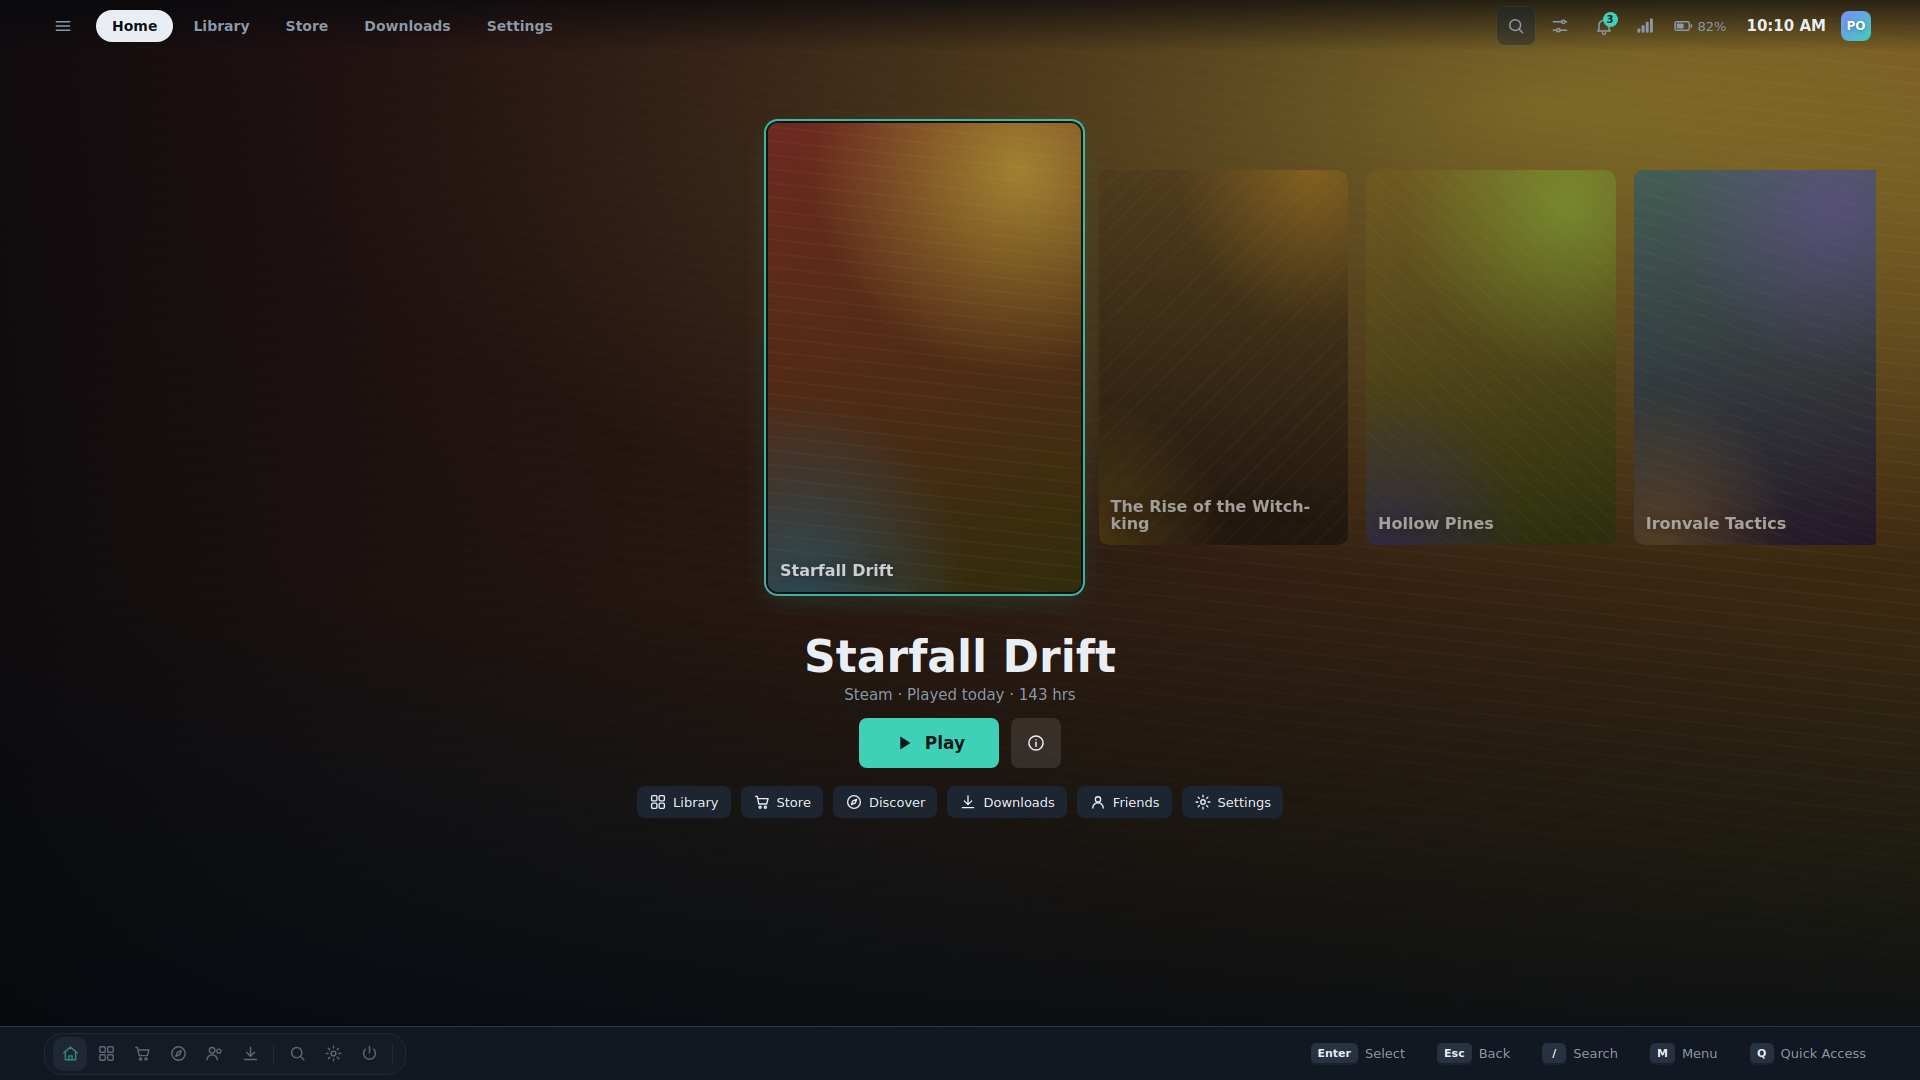 Home Library Store Downloads Settings
3 82% 10:10 AM PO
Starfall Drift
The Rise of the Witch-
king
Hollow Pines
Ironvale Tactics
Starfall Drift
Steam · Played today · 143 hrs
Play
Library Store Discover Downloads Friends Settings
Enter Select Esc Back / Search M Menu Q Quick Access